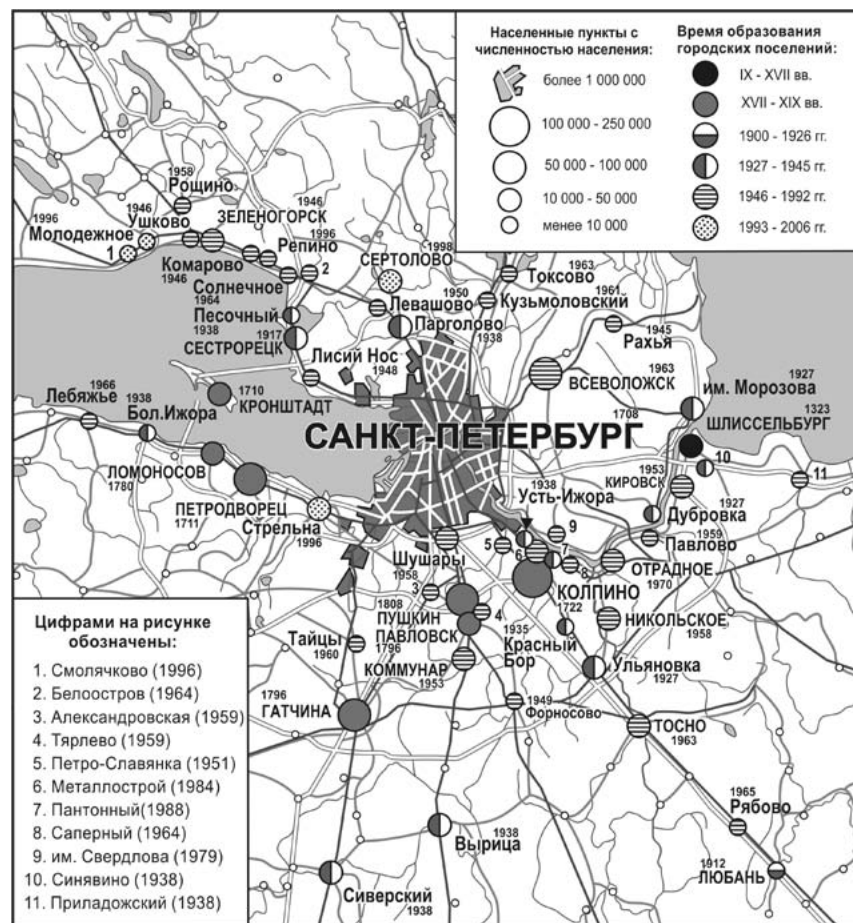 Населенные пункты с
численностью населения:
более 1 000 000
100 000 - 250 000
50 000 - 100 000
10 000 - 50 000
менее 10 000
Время образования
городских поселений:
IX - XVII вв.
XVII - XIX вв.
1900 - 1926 гг.
1927 - 1945 гг.
1946 - 1992 гг.
1993 - 2006 гг.
1958
Рощино
1946
Ушково
1996
Молодежное
1
1946
ЗЕЛЕНОГОРСК
1996
Репино
2
Комарово
1946
Солнечное
1964
Песочный
1938
1917
СЕСТРОРЕЦК
1998
СЕРТОЛОВО
1950
Левашово
Парголово
1938
1963
Токсово
Кузьмоловский
1961
1945
Рахья
Лисий Нос
1948
1963
ВСЕВОЛОЖСК
1927
им. Морозова
ШЛИССЕЛЬБУРГ
1323
1966
Лебяжье
1938
Бол.Ижора
1710
КРОНШТАДТ
1708
САНКТ-ПЕТЕРБУРГ
ЛОМОНОСОВ
1780
ПЕТРОДВОРЕЦ
1711
Стрельна
1996
1938
Усть-Ижора
1953
КИРОВСК
10
11
1927
Дубровка
1959
Павлово
9
5
6
7
8
Шушары
1958
ОТРАДНОЕ
1970
КОЛПИНО
1722
3
1808
ПУШКИН
4
ПАВЛОВСК
1796
НИКОЛЬСКОЕ
1958
Тайцы
1960
КОММУНАР
1953
1935
Красный
Бор
Ульяновка
1927
1796
ГАТЧИНА
1949
Форносово
ТОСНО
1963
1965
Рябово
1938
Вырица
1912
ЛЮБАНЬ
Сиверский
1938
Цифрами на рисунке
обозначены:
1. Смолячково (1996)
2. Белоостров (1964)
3. Александровская (1959)
4. Тярлево (1959)
5. Петро-Славянка (1951)
6. Металлострой (1984)
7. Пантонный(1988)
8. Саперный (1964)
9. им. Свердлова (1979)
10. Синявино (1938)
11. Приладожский (1938)